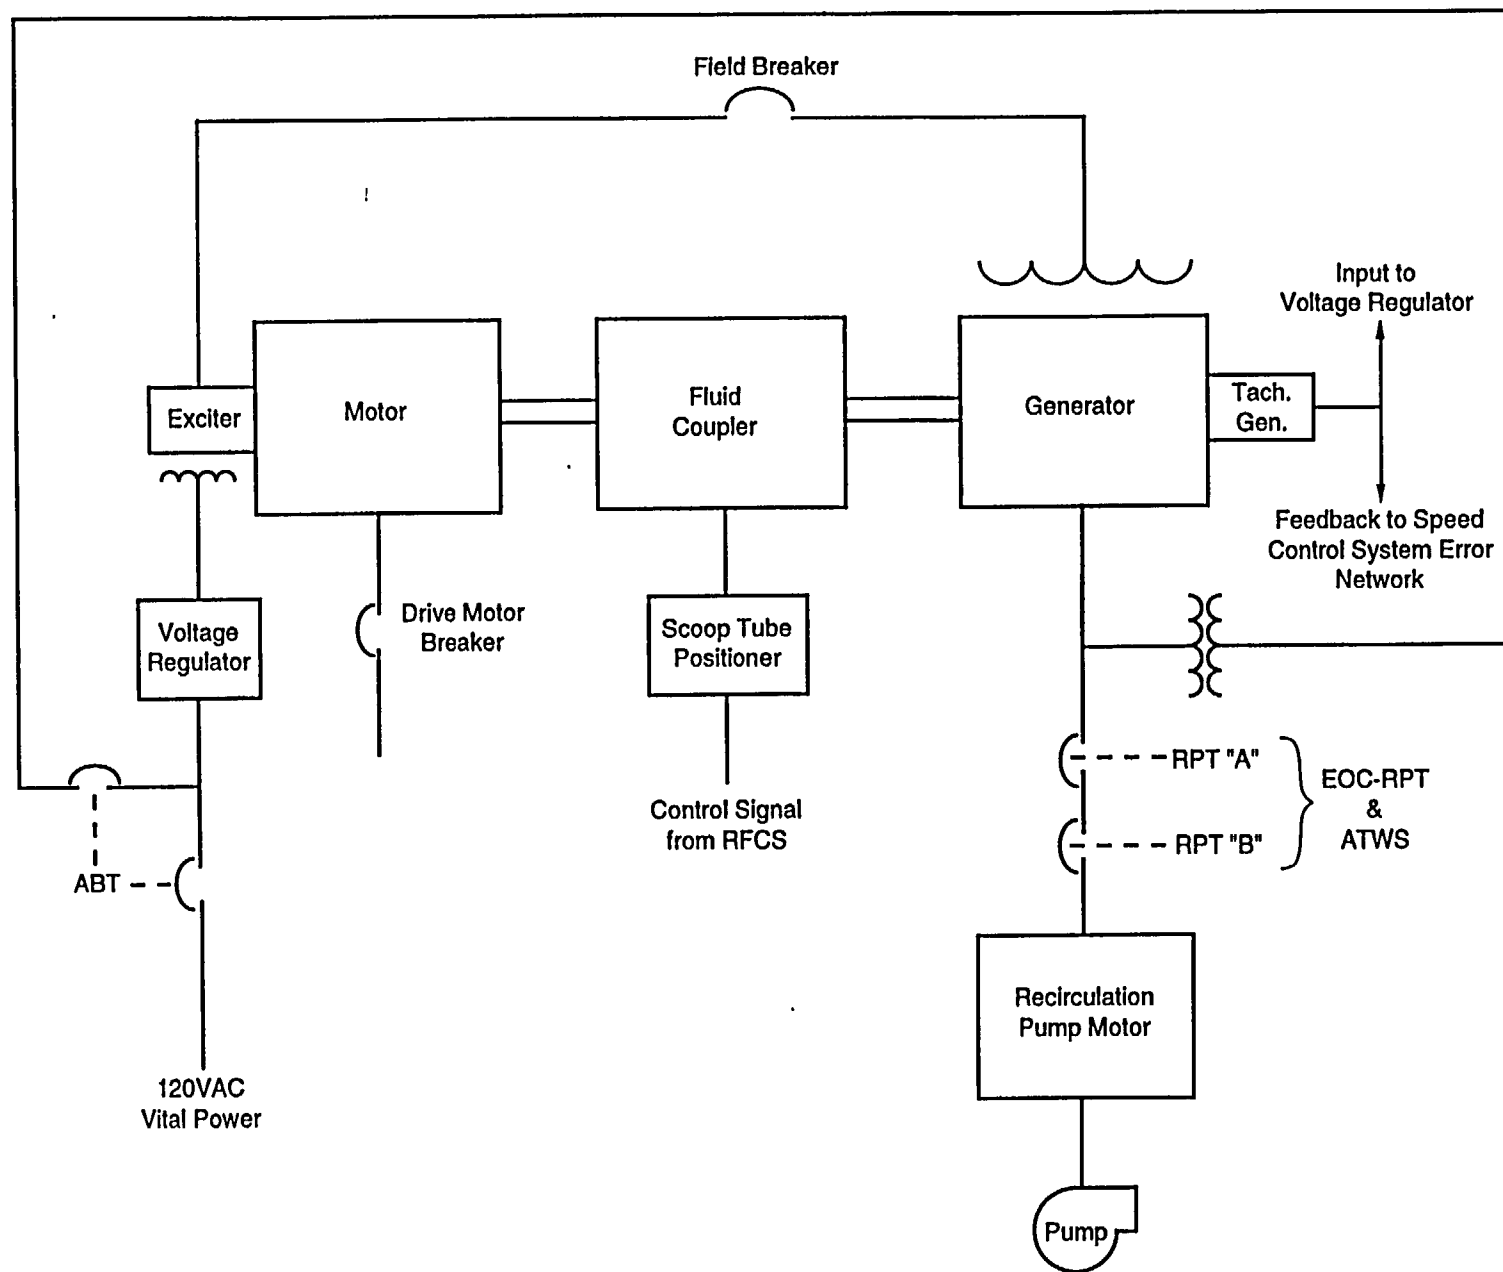 Field Breaker
Input to
Voltage Regulator
Exciter
Motor
Fluid
Coupler
Generator
Tach.
Gen.
Feedback to Speed
Control System Error
Network
Voltage
Regulator
Drive Motor
Breaker
Scoop Tube
Positioner
RPT "A"
EOC-RPT
&
ATWS
RPT "B"
Control Signal
from RFCS
ABT
Recirculation
Pump Motor
120VAC
Vital Power
Pump